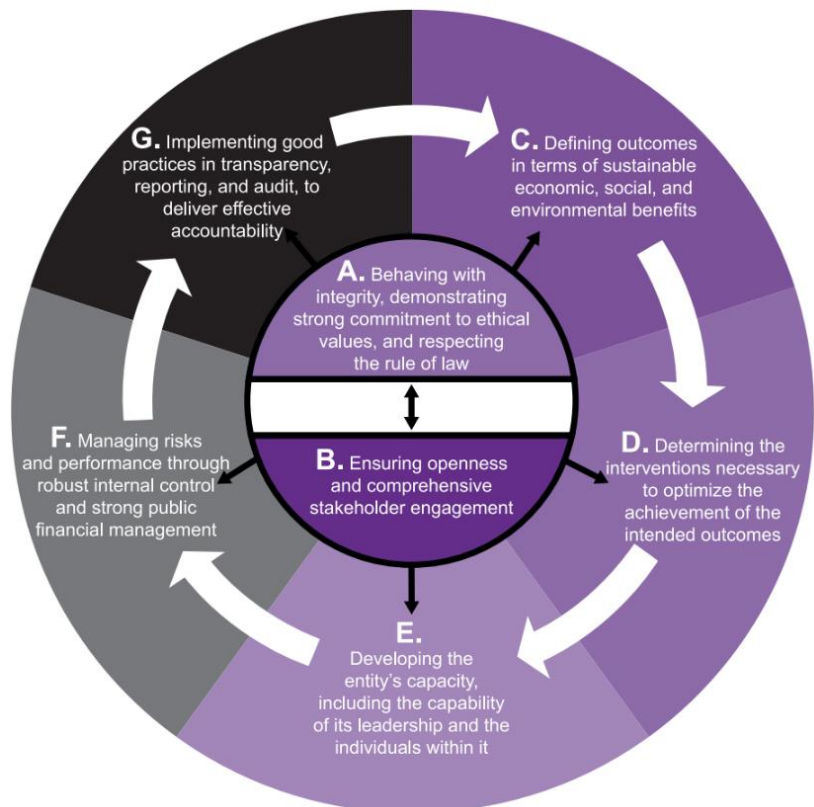 A. Behaving with
integrity, demonstrating
strong commitment to ethical
values, and respecting
the rule of law
B. Ensuring openness
and comprehensive
stakeholder engagement
C. Defining outcomes
in terms of sustainable
economic, social, and
environmental benefits
D. Determining the
interventions necessary
to optimize the
achievement of the
intended outcomes
E.
Developing the
entity’s capacity,
including the capability
of its leadership and the
individuals within it
F. Managing risks
and performance through
robust internal control
and strong public
financial management
G. Implementing good
practices in transparency,
reporting, and audit, to
deliver effective
accountability